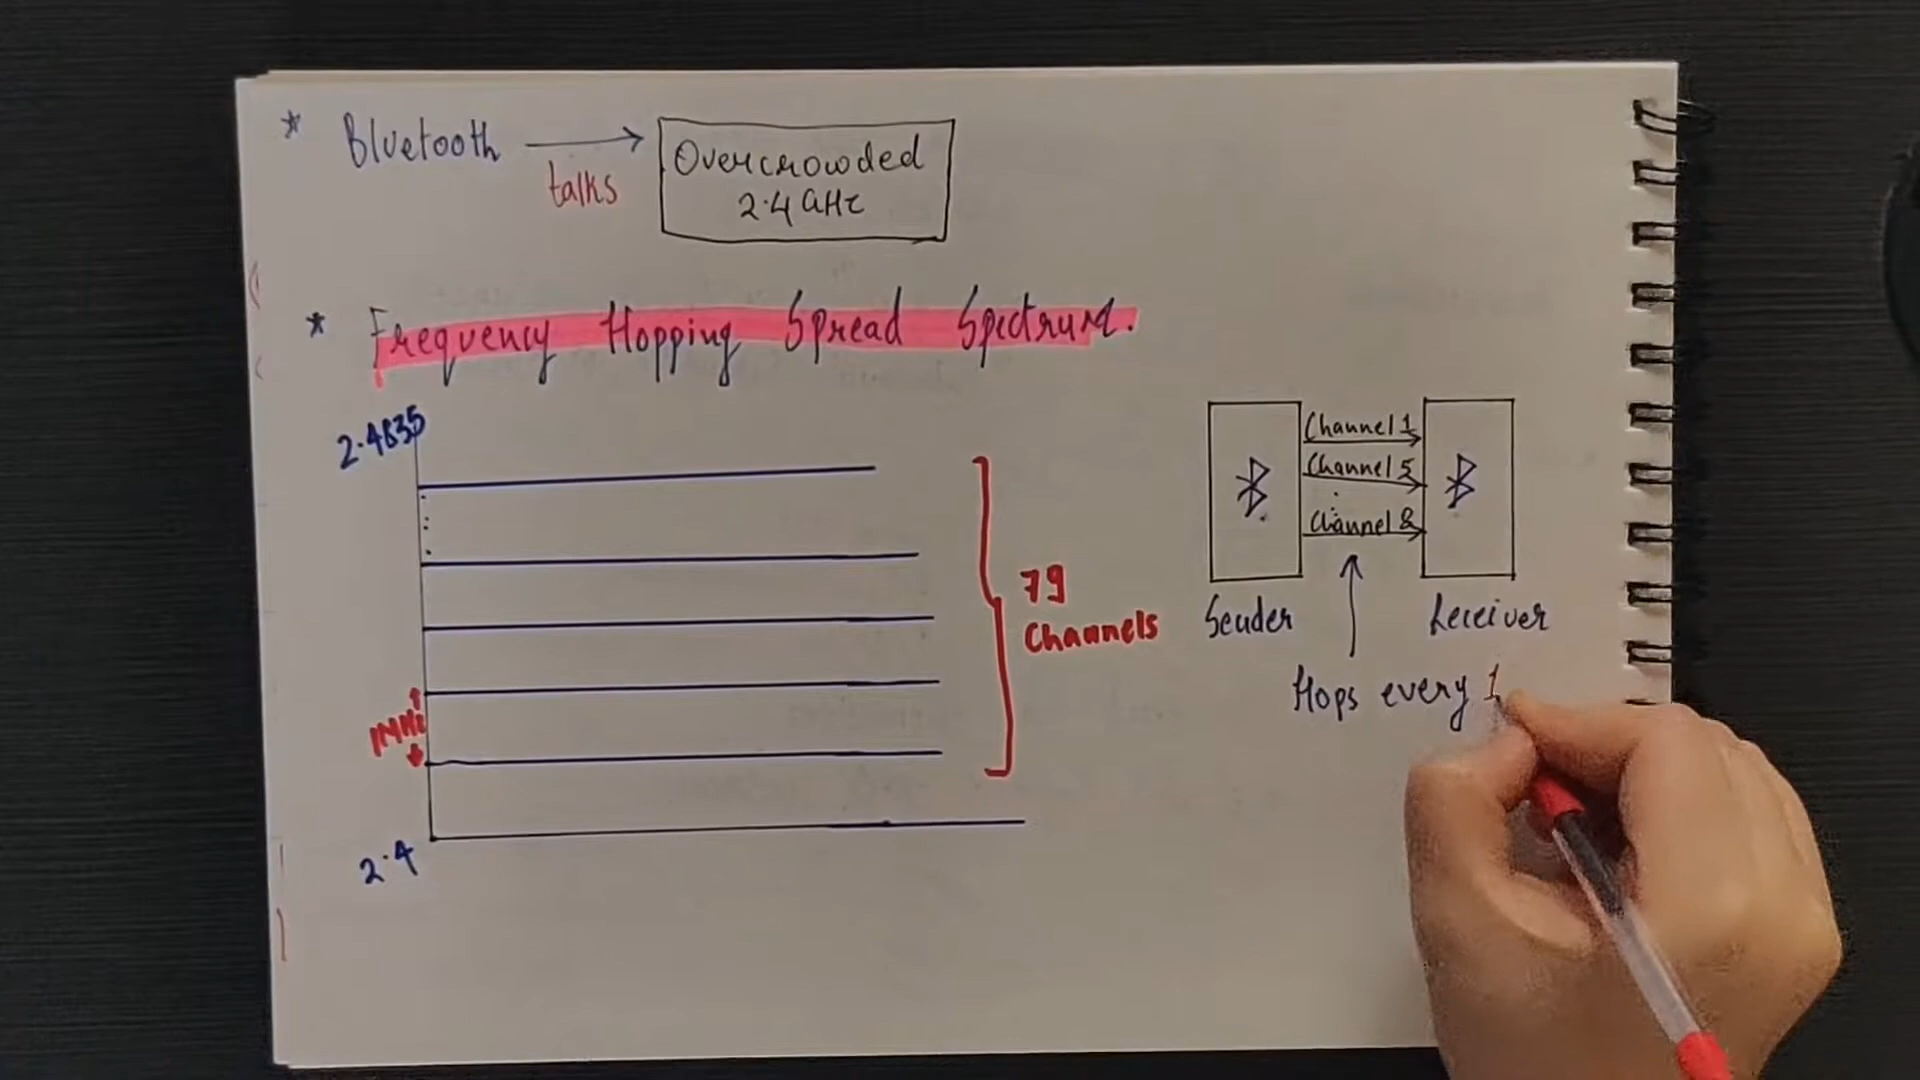 * Bluetooth
talks
Overcrowded
2.4 GHz
* Frequency Hopping Spread Spectrum.
2.4835
1MHz
2.4
79
Channels
Channel 1
Channel 5
Channel 8
Sender
Receiver
Hops every 1